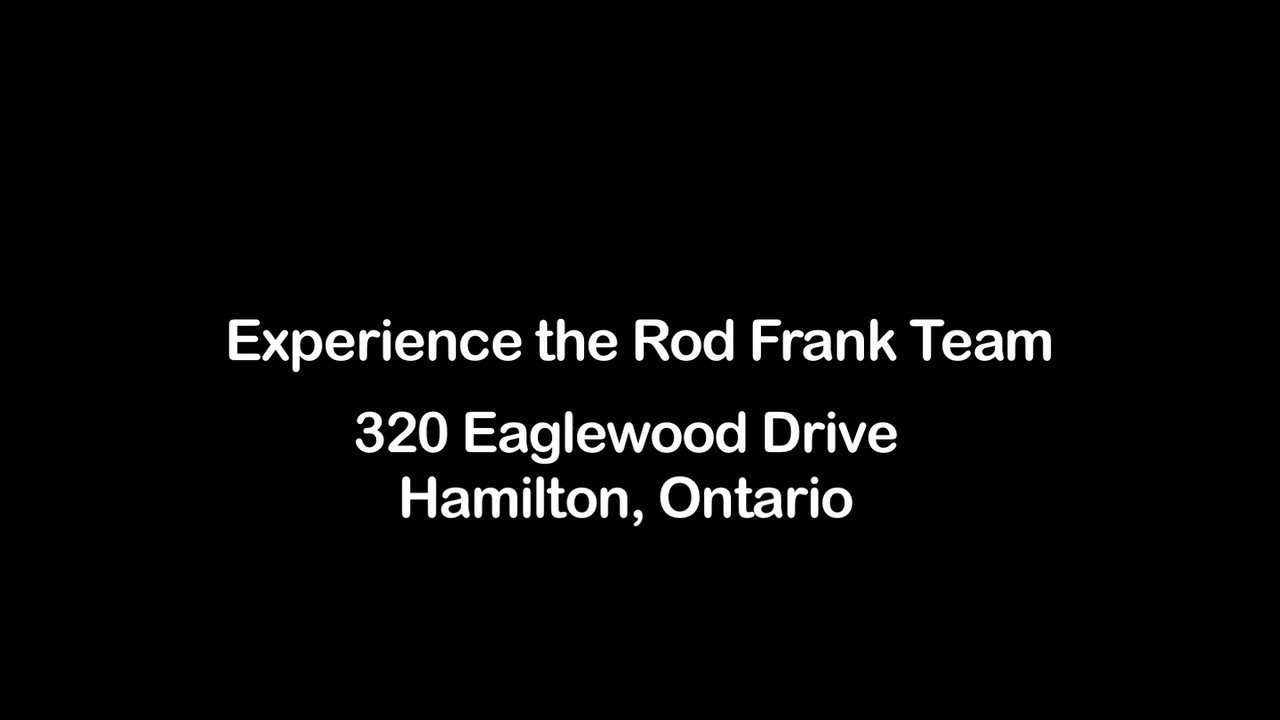 Experience the Rod Frank Team
320 Eaglewood Drive
Hamilton, Ontario